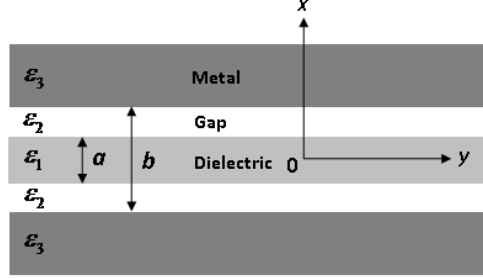 x
ε3 Metal
ε2 Gap
ε1 a b Dielectric 0 y
ε2
ε3